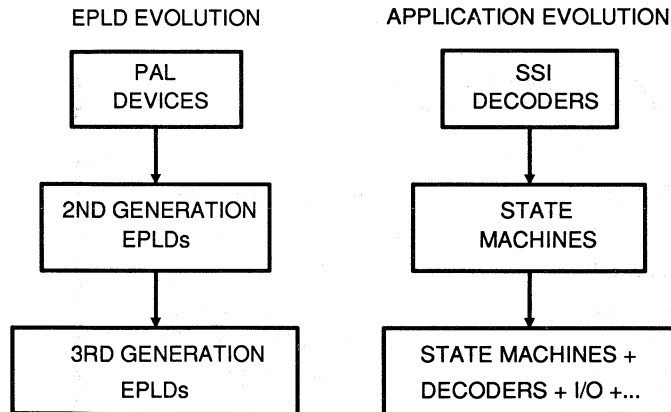 EPLD EVOLUTION
PAL
DEVICES
2ND GENERATION
EPLDs
3RD GENERATION
EPLDs
APPLICATION EVOLUTION
SSI
DECODERS
STATE
MACHINES
STATE MACHINES +
DECODERS + I/O +...